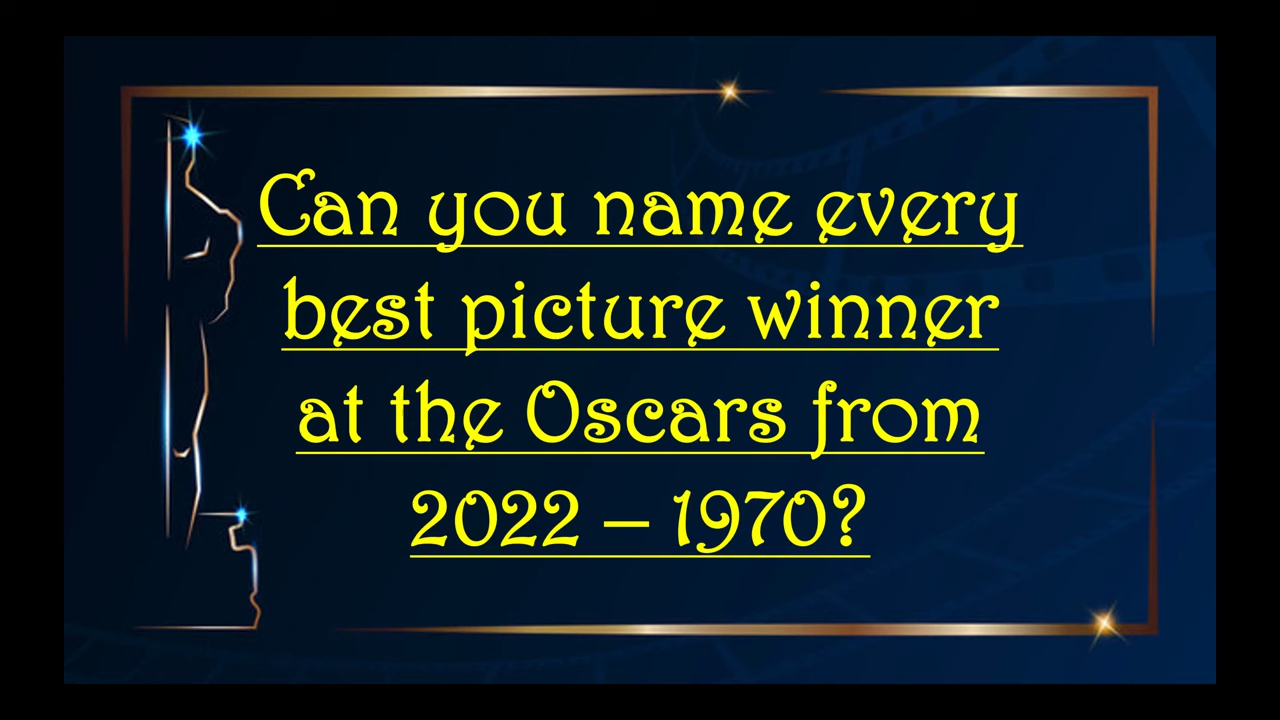 Can you name every
best picture winner
at the Oscars from
2022 – 1970?